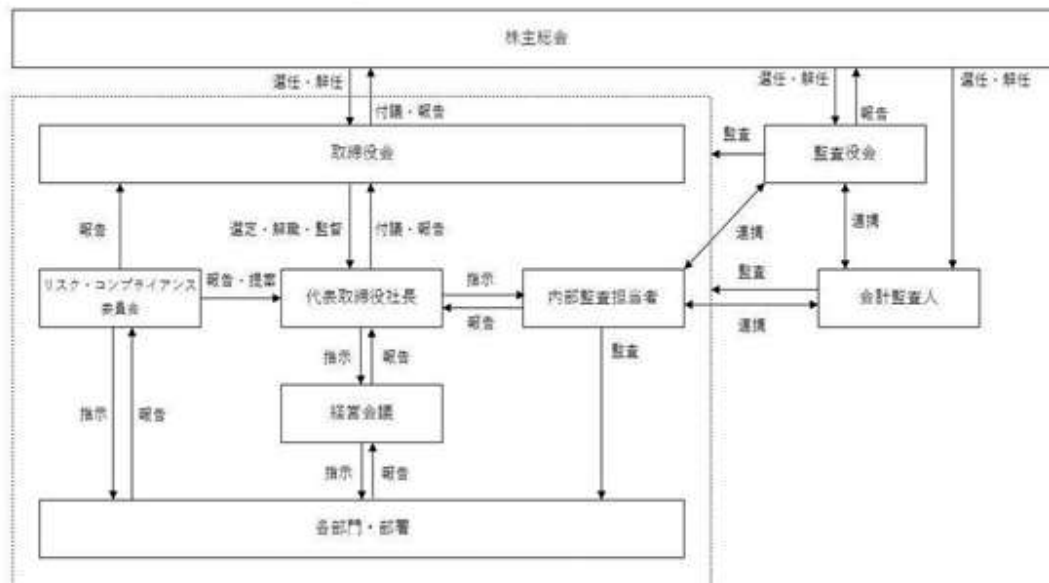 株主総会
選任・解任
選任・解任
選任・解任
付議・報告
報告
取締役会
監査
監査役会
報告
選定・解職・監督
付議・報告
連携
連携
リスク・コンプライアンス
委員会
報告・提案
代表取締役社長
指示
報告
内部監査担当者
監査
連携
会計監査人
指示
報告
監査
経営会議
指示
報告
指示
報告
各部門・部署